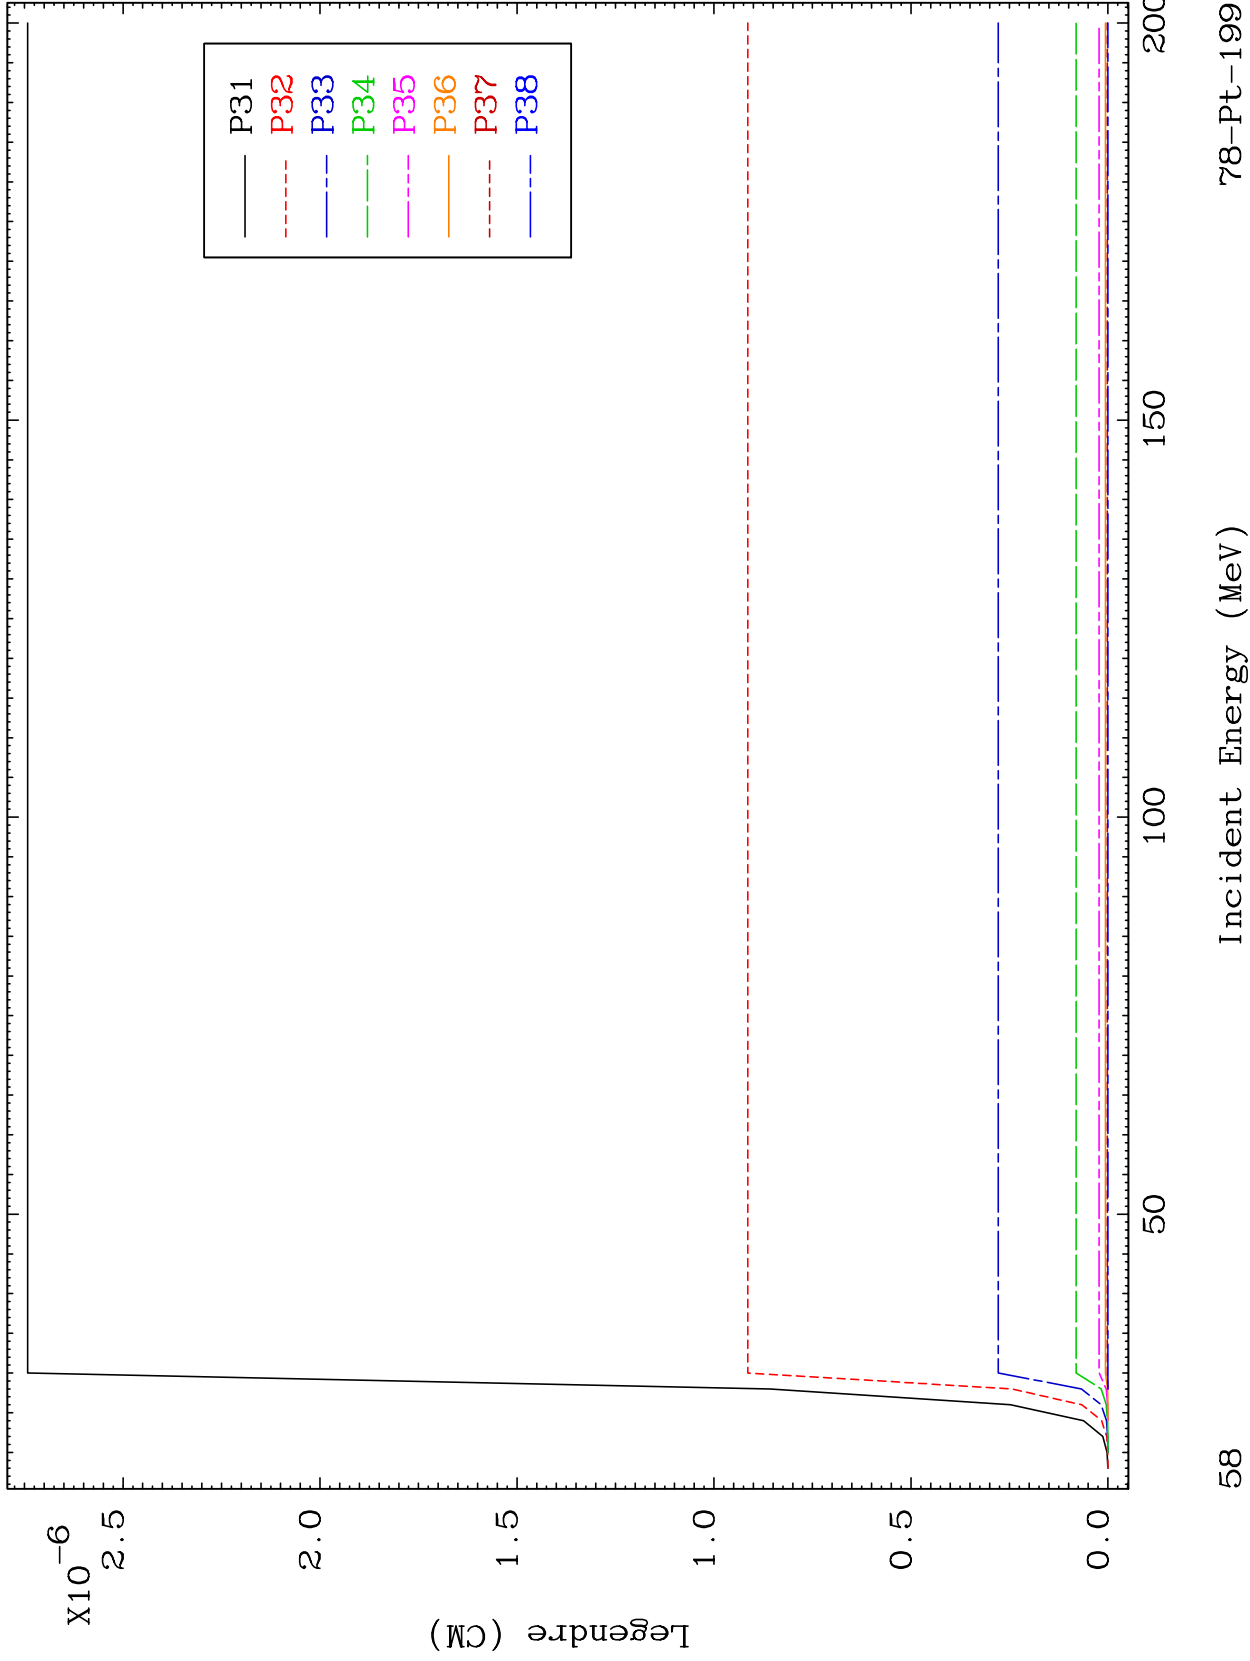 X10-6
2.5
2.0
1.5
1.0
0.5
0.0
Legendre (CM)
P31
P32
P33
P34
P35
P36
P37
P38
50
100
150
200
Incident Energy (MeV)
58
78-Pt-199